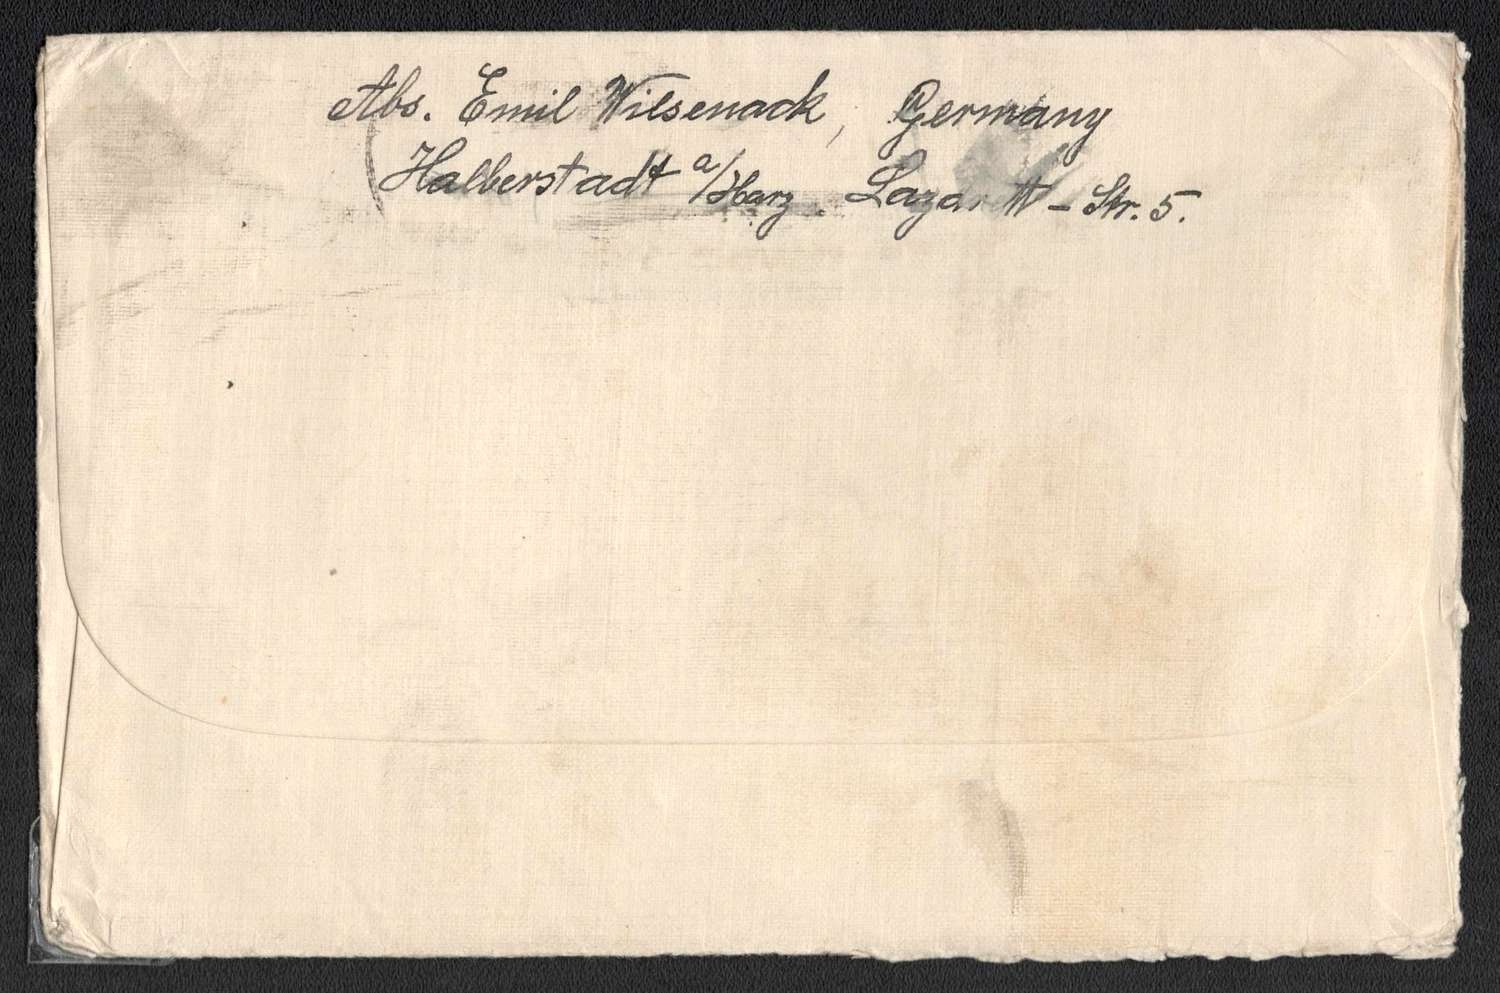 Abs. Emil Wilsenack, Germany
Halberstadt a/Harz. Lazarett-Str. 5.